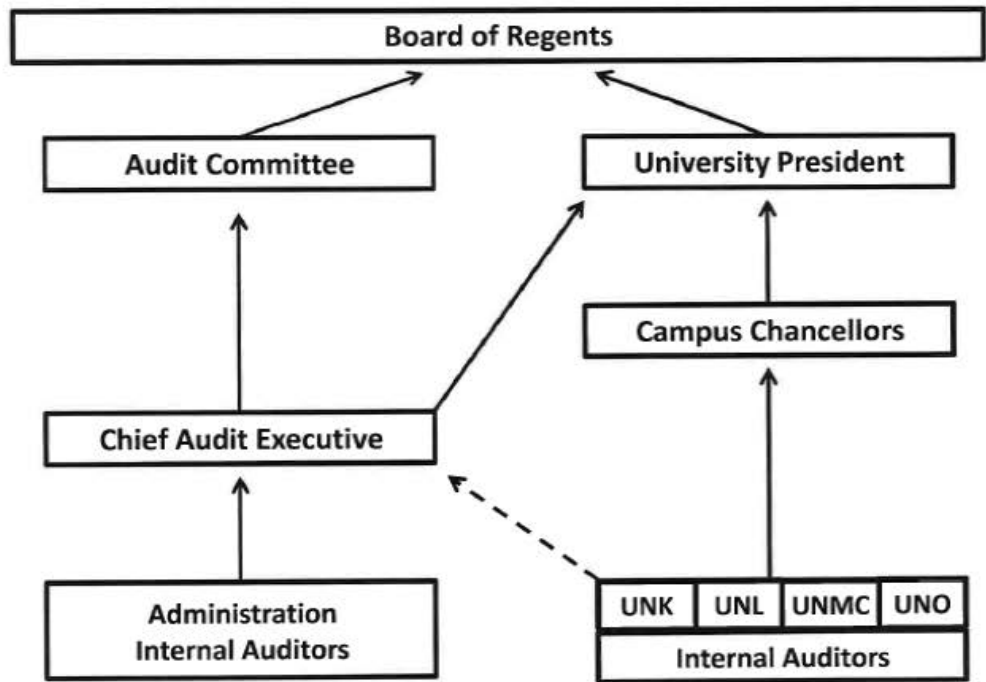 Board of Regents
Audit Committee
University President
Campus Chancellors
Chief Audit Executive
Administration
Internal Auditors
UNK UNL UNMC UNO
Internal Auditors